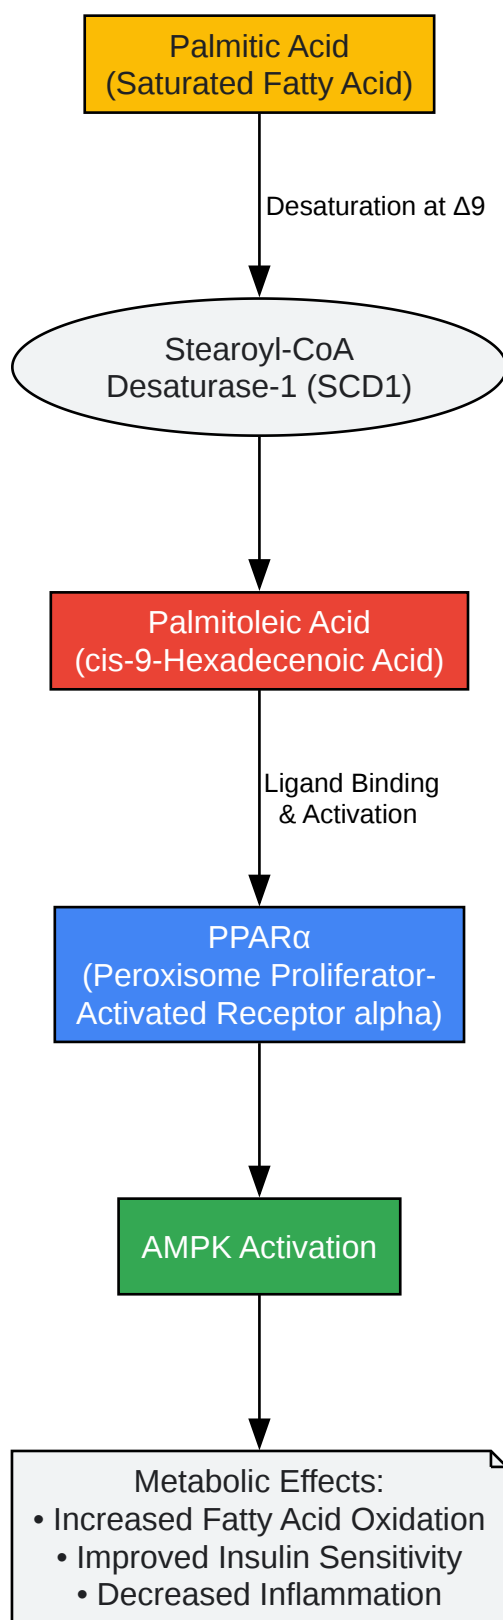 Palmitic Acid
(Saturated Fatty Acid)
Desaturation at Δ9
Stearoyl-CoA
Desaturase-1 (SCD1)
Palmitoleic Acid
(cis-9-Hexadecenoic Acid)
Ligand Binding
& Activation
PPARα
(Peroxisome Proliferator-
Activated Receptor alpha)
AMPK Activation
Metabolic Effects:
• Increased Fatty Acid Oxidation
• Improved Insulin Sensitivity
• Decreased Inflammation